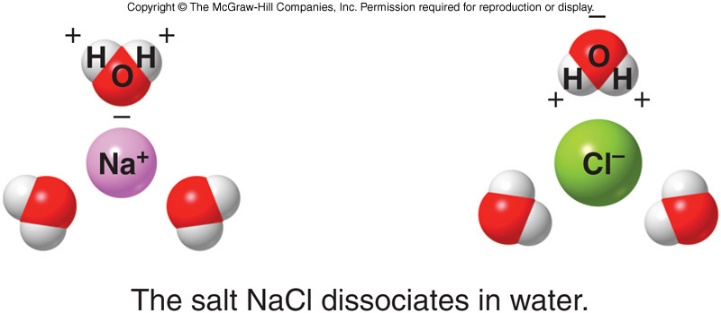 Copyright © The McGraw-Hill Companies, Inc. Permission required for reproduction or display.
+ +
H H
O
–
Na⁺
–
O
H H
+ +
Cl⁻
The salt NaCl dissociates in water.